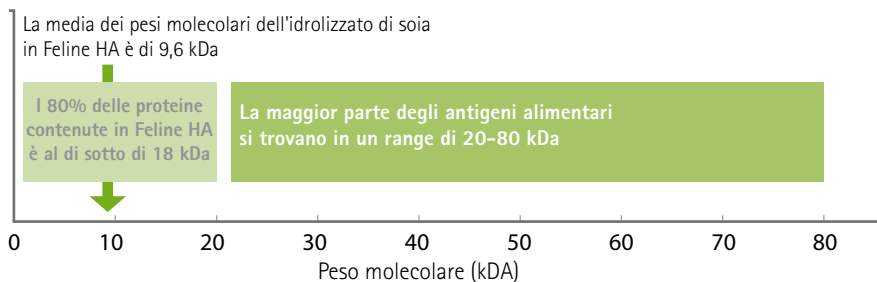 La media dei pesi molecolari dell'idrolizzato di soia
in Feline HA è di 9,6 kDa
l 80% delle proteine
contenute in Feline HA
è al di sotto di 18 kDa
La maggior parte degli antigeni alimentari
si trovano in un range di 20-80 kDa
0 10 20 30 40 50 60 70 80
Peso molecolare (kDA)